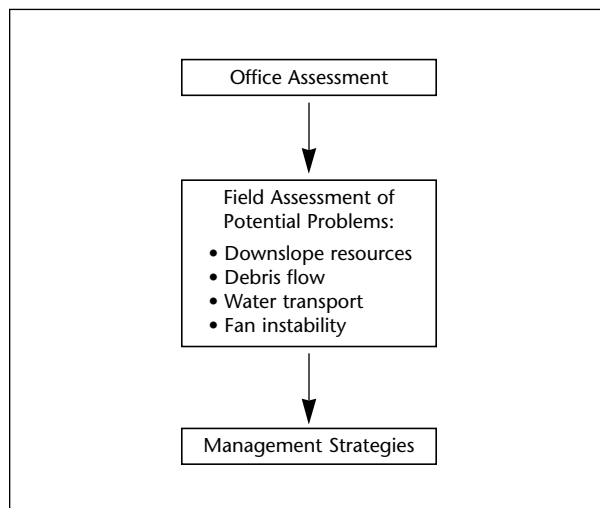 Office Assessment
Field Assessment of
Potential Problems:
• Downslope resources
• Debris flow
• Water transport
• Fan instability
Management Strategies